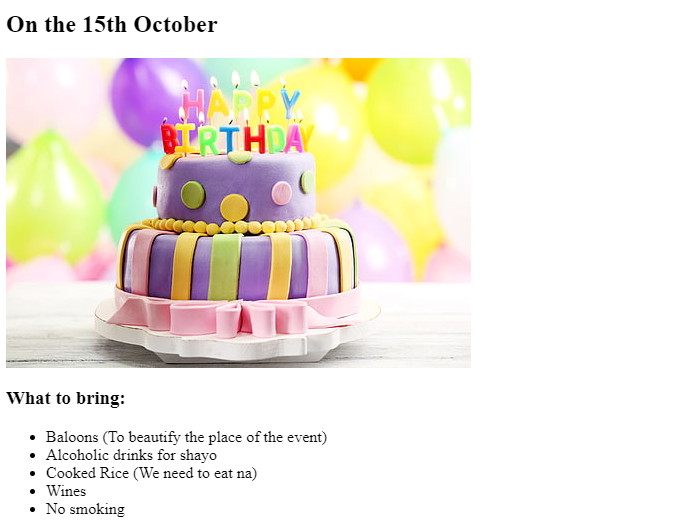 On the 15th October
HAPPY
BIRTHDAY
What to bring:
Baloons (To beautify the place of the event)
Alcoholic drinks for shayo
Cooked Rice (We need to eat na)
Wines
No smoking